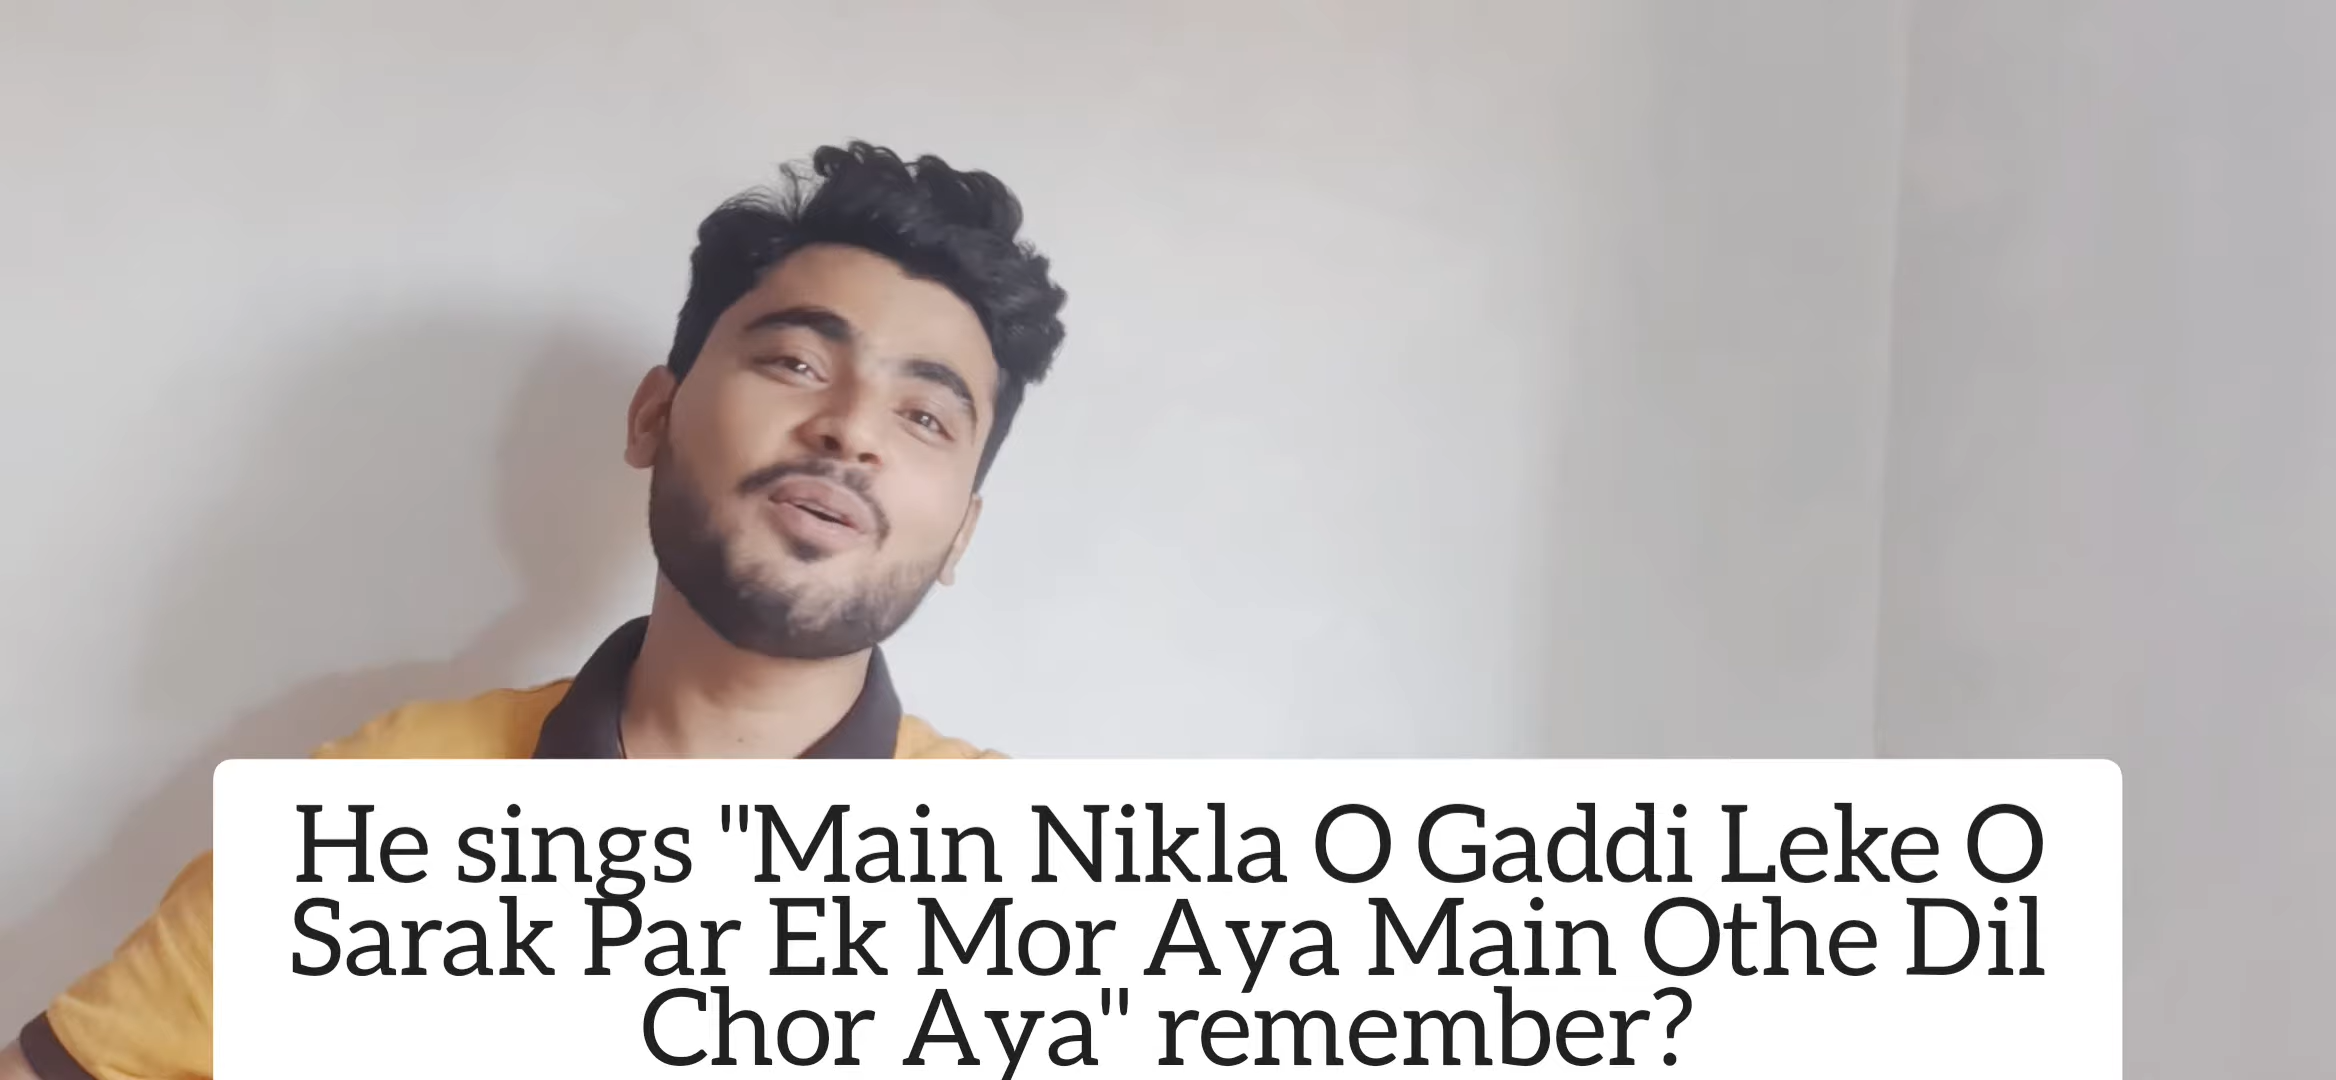 He sings "Main Nikla O Gaddi Leke O
Sarak Par Ek Mor Aya Main Othe Dil
Chor Aya" remember?